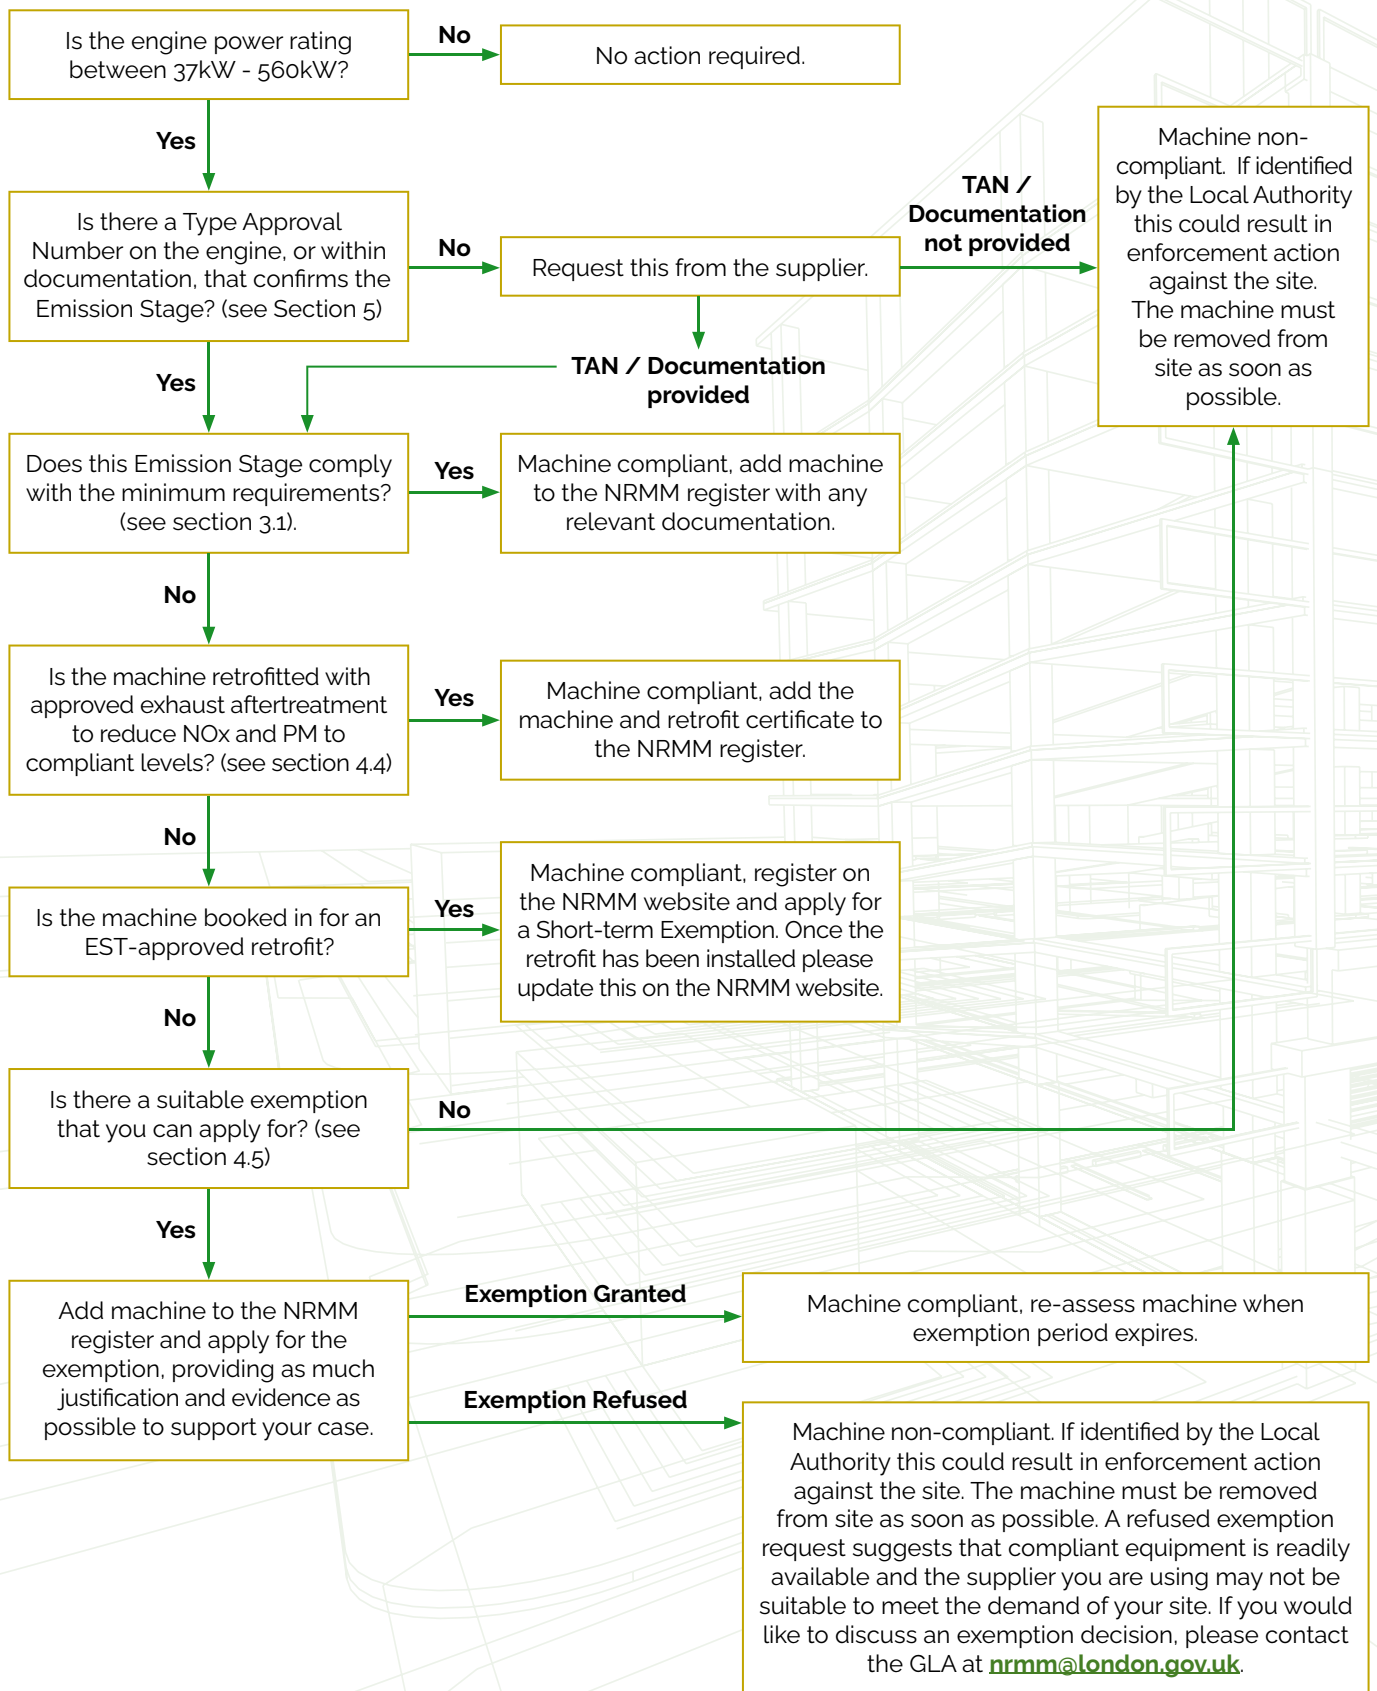 Is the engine power rating
between 37kW - 560kW?
No
No action required.
Yes
Is there a Type Approval
Number on the engine, or within
documentation, that confirms the
Emission Stage? (see Section 5)
No
Request this from the supplier.
TAN /
Documentation
not provided
Machine non-
compliant. If identified
by the Local Authority
this could result in
enforcement action
against the site.
The machine must
be removed from
site as soon as
possible.
TAN / Documentation
provided
Yes
Does this Emission Stage comply
with the minimum requirements?
(see section 3.1).
Yes
Machine compliant, add machine
to the NRMM register with any
relevant documentation.
No
Is the machine retrofitted with
approved exhaust aftertreatment
to reduce NOx and PM to
compliant levels? (see section 4.4)
Yes
Machine compliant, add the
machine and retrofit certificate to
the NRMM register.
No
Is the machine booked in for an
EST-approved retrofit?
Yes
Machine compliant, register on
the NRMM website and apply for
a Short-term Exemption. Once the
retrofit has been installed please
update this on the NRMM website.
No
Is there a suitable exemption
that you can apply for? (see
section 4.5)
No
Yes
Add machine to the NRMM
register and apply for the
exemption, providing as much
justification and evidence as
possible to support your case.
Exemption Granted
Machine compliant, re-assess machine when
exemption period expires.
Exemption Refused
Machine non-compliant. If identified by the Local
Authority this could result in enforcement action
against the site. The machine must be removed
from site as soon as possible. A refused exemption
request suggests that compliant equipment is readily
available and the supplier you are using may not be
suitable to meet the demand of your site. If you would
like to discuss an exemption decision, please contact
the GLA at nrmm@london.gov.uk.